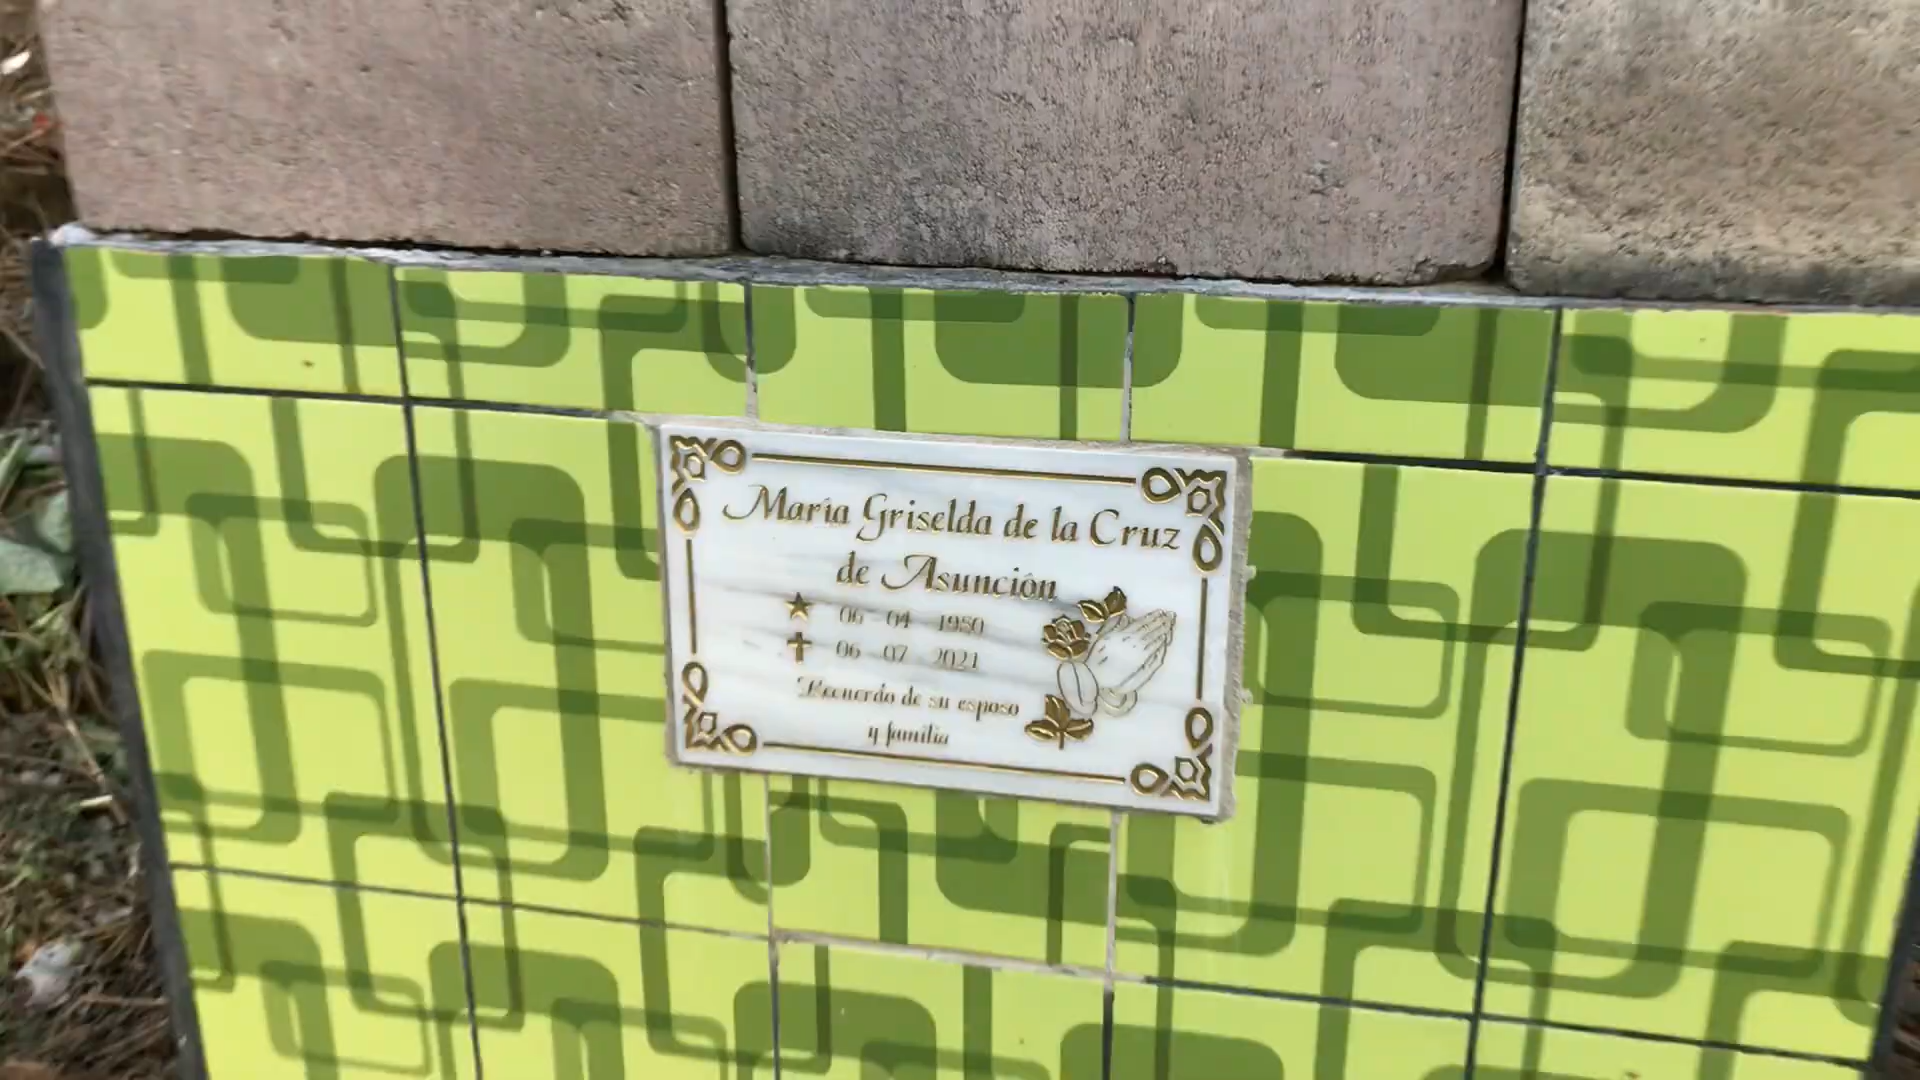 María Griselda de la Cruz
de Asunción
06 04 1950
06 07 2021
Recuerdo de su esposo
y familia